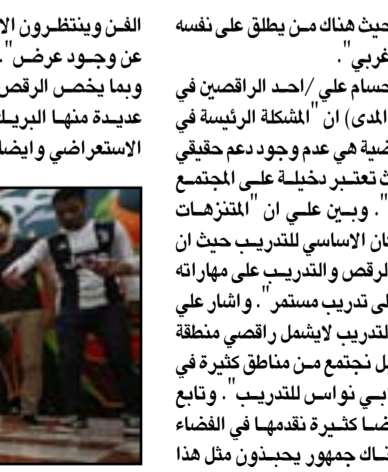 حيث هناك من يطلق على نفسه
غربي".
حسام علي /احد الراقصين في
المدى) ان "المشكلة الرئيسة في
ضية هي عدم وجود دعم حقيقي
ث تعتبر دخيلة على المجتمع
". وبين علي ان "المتنزهات
كان الاساسي للتدريب حيث ان
لرقص والتدريب على مهاراته
لى تدريب مستمر". واشار علي
لتدريب لايشمل راقصي منطقة
بل نجتمع من مناطق كثيرة في
ابي نواس للتدريب". وتابع
ضا كثيرة نقدمها في الفضاء
ناك جمهور يحبذون مثل هذا
الفن وينتظرون الا
عن وجود عرض".
وبما يخص الرقص
عديدة منها البريك
الاستعراضي وايضا